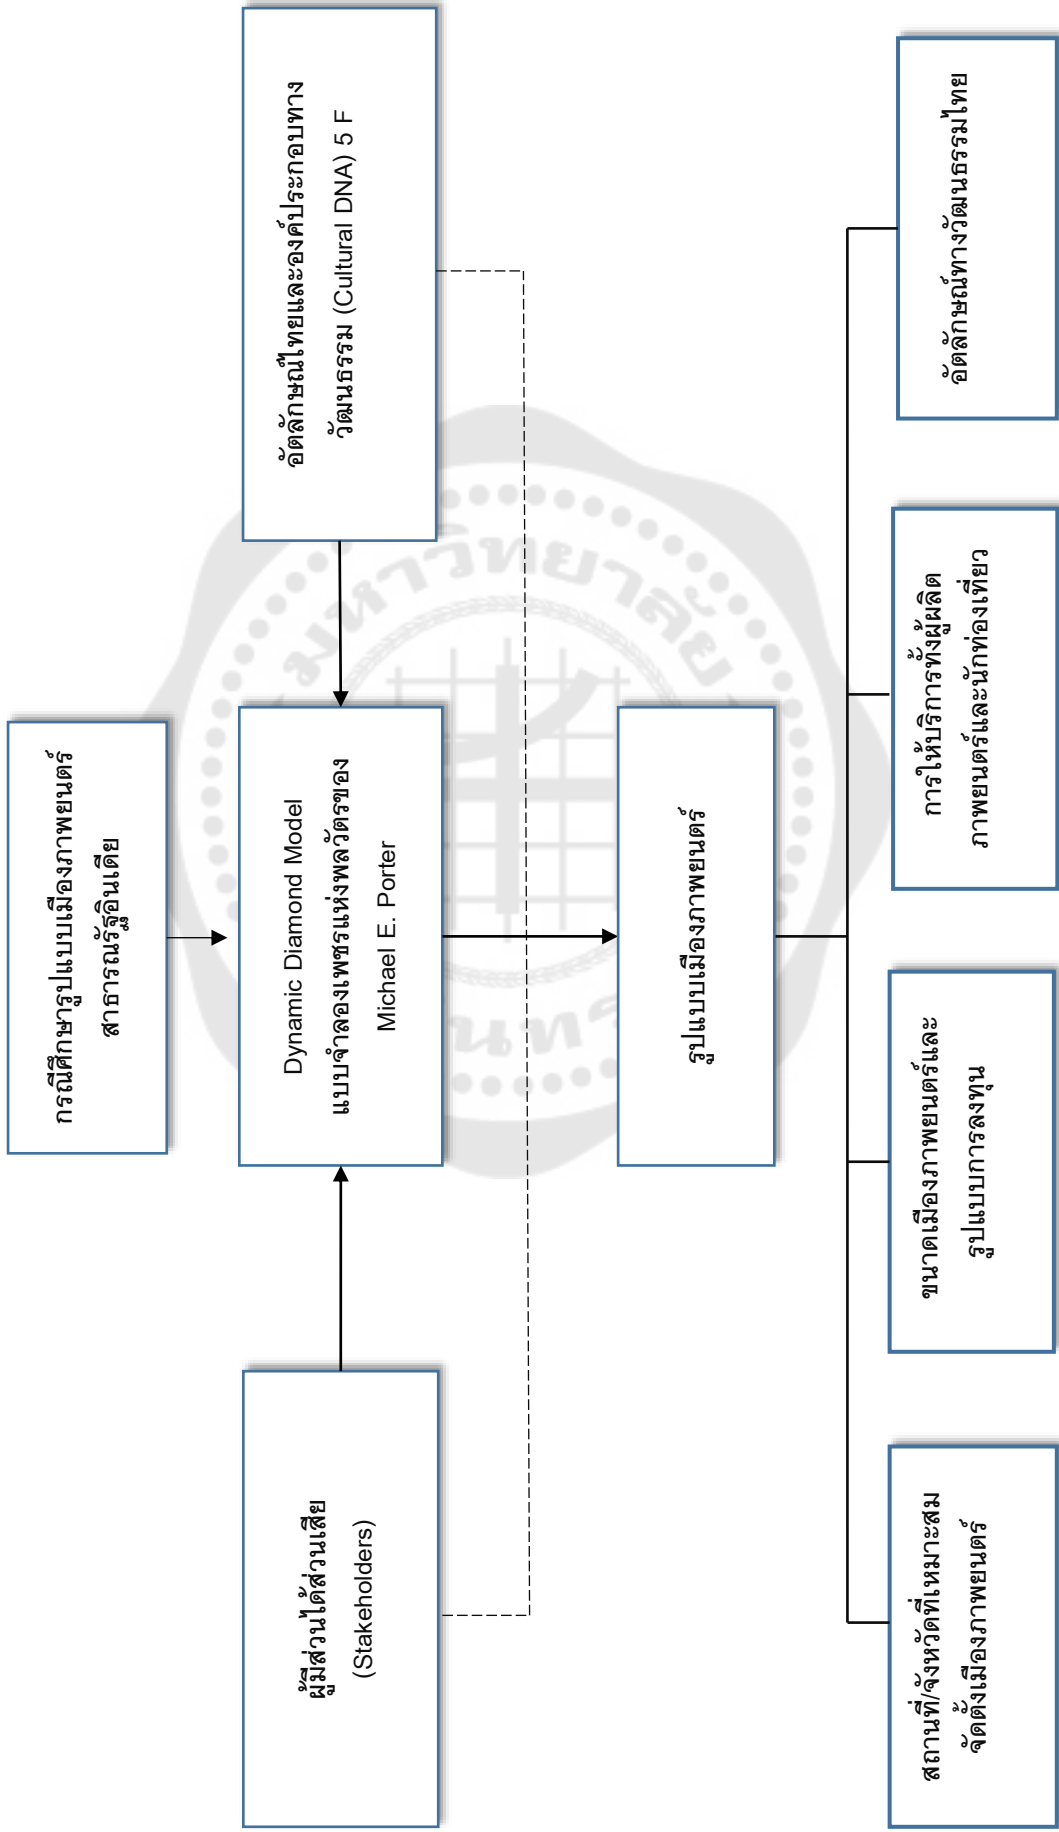 กรณีศึกษารูปแบบเมืองภาพยนตร์
สาธารณรัฐอินเดีย
ผู้มีส่วนได้ส่วนเสีย
(Stakeholders)
Dynamic Diamond Model
แบบจำลองเพชรแห่งพลวัตรของ
Michael E. Porter
อัตลักษณ์ไทยและองค์ประกอบทาง
วัฒนธรรม (Cultural DNA) 5 F
รูปแบบเมืองภาพยนตร์
สถานที่/จังหวัดที่เหมาะสม
จัดตั้งเมืองภาพยนตร์
ขนาดเมืองภาพยนตร์และ
รูปแบบการลงทุน
การให้บริการทั้งผู้ผลิต
ภาพยนตร์และนักท่องเที่ยว
อัตลักษณ์ทางวัฒนธรรมไทย
มหาวิทยาลัย